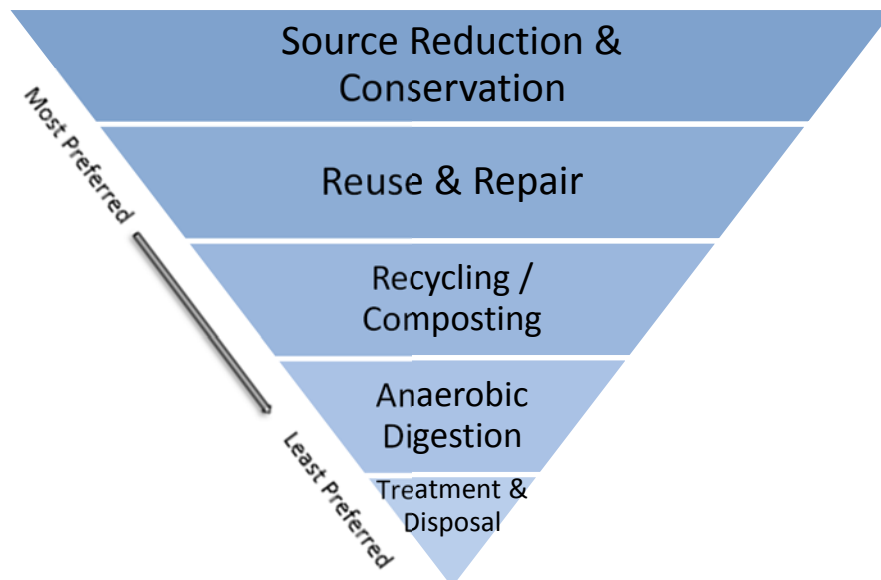 Source Reduction &
Conservation
Most Preferred
Reuse & Repair
Recycling /
Composting
Anaerobic
Digestion
Least Preferred
Treatment &
Disposal